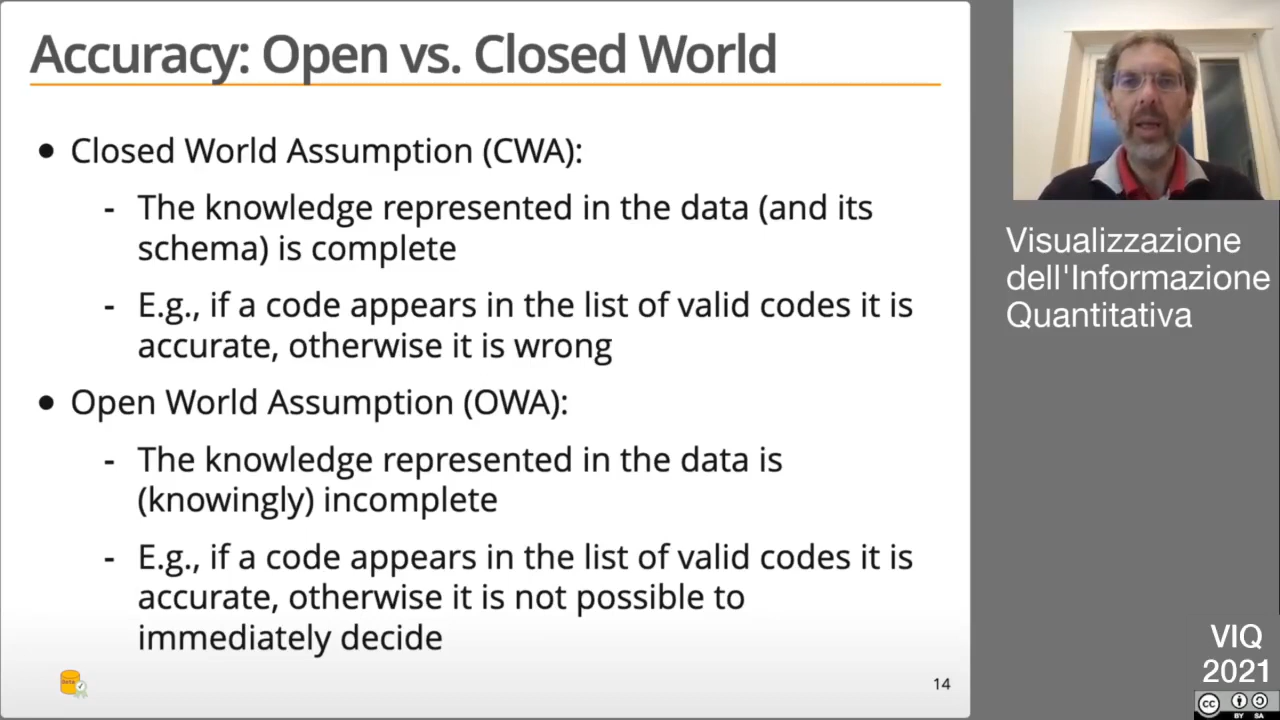 Accuracy: Open vs. Closed World
● Closed World Assumption (CWA):
- The knowledge represented in the data (and its
schema) is complete
- E.g., if a code appears in the list of valid codes it is
accurate, otherwise it is wrong
● Open World Assumption (OWA):
- The knowledge represented in the data is
(knowingly) incomplete
- E.g., if a code appears in the list of valid codes it is
accurate, otherwise it is not possible to
immediately decide
Data
14
Visualizzazione
dell'Informazione
Quantitativa
VIQ
2021
cc
BY SA